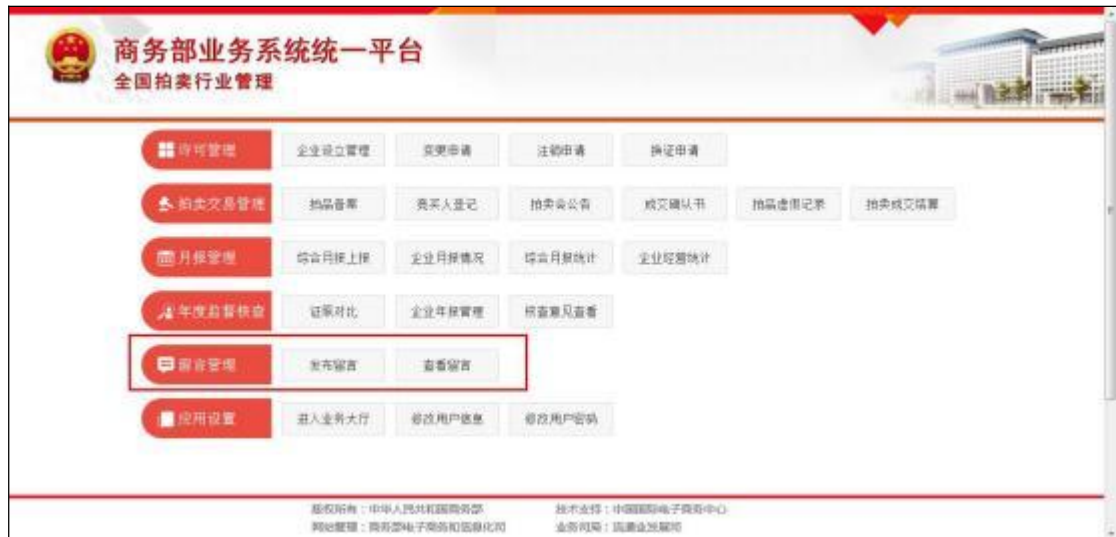 商务部业务系统统一平台
全国拍卖行业管理
许可管理 企业设立管理 变更申请 注销申请 换证申请
拍卖交易管理 拍品备案 竞买人登记 拍卖会公告 成交确认书 拍品虚假记录 拍卖成交结算
月报管理 综合月报上报 企业月报情况 综合月报统计 企业经营统计
年度监督核查 证照对比 企业年报管理 核查意见查看
留言管理 发布留言 查看留言
应用设置 进入业务大厅 修改用户信息 修改用户密码
版权所有：中华人民共和国商务部 技术支持：中国国际电子商务中心
网站管理：商务部电子商务和信息化司 业务司局：流通业发展司